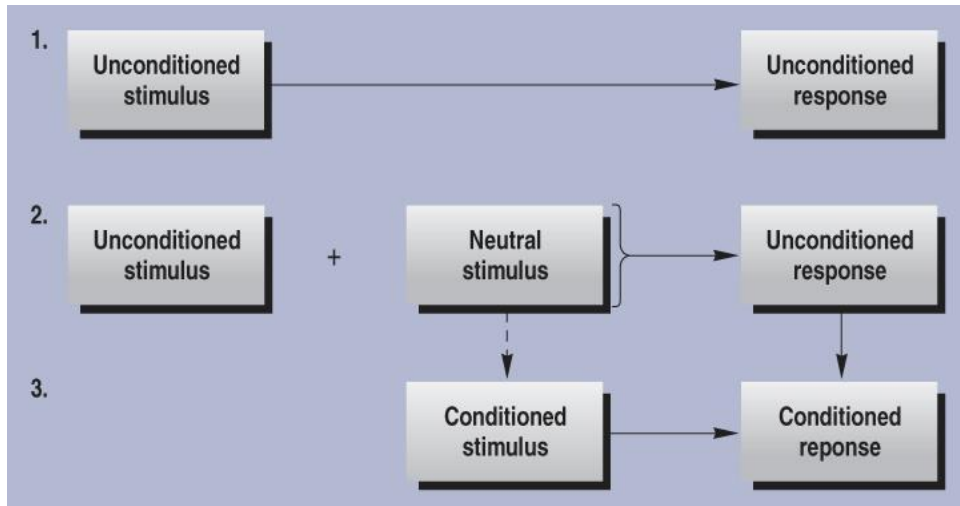 1.
Unconditioned
stimulus
Unconditioned
response
2.
Unconditioned
stimulus
+
Neutral
stimulus
Unconditioned
response
3.
Conditioned
stimulus
Conditioned
reponse